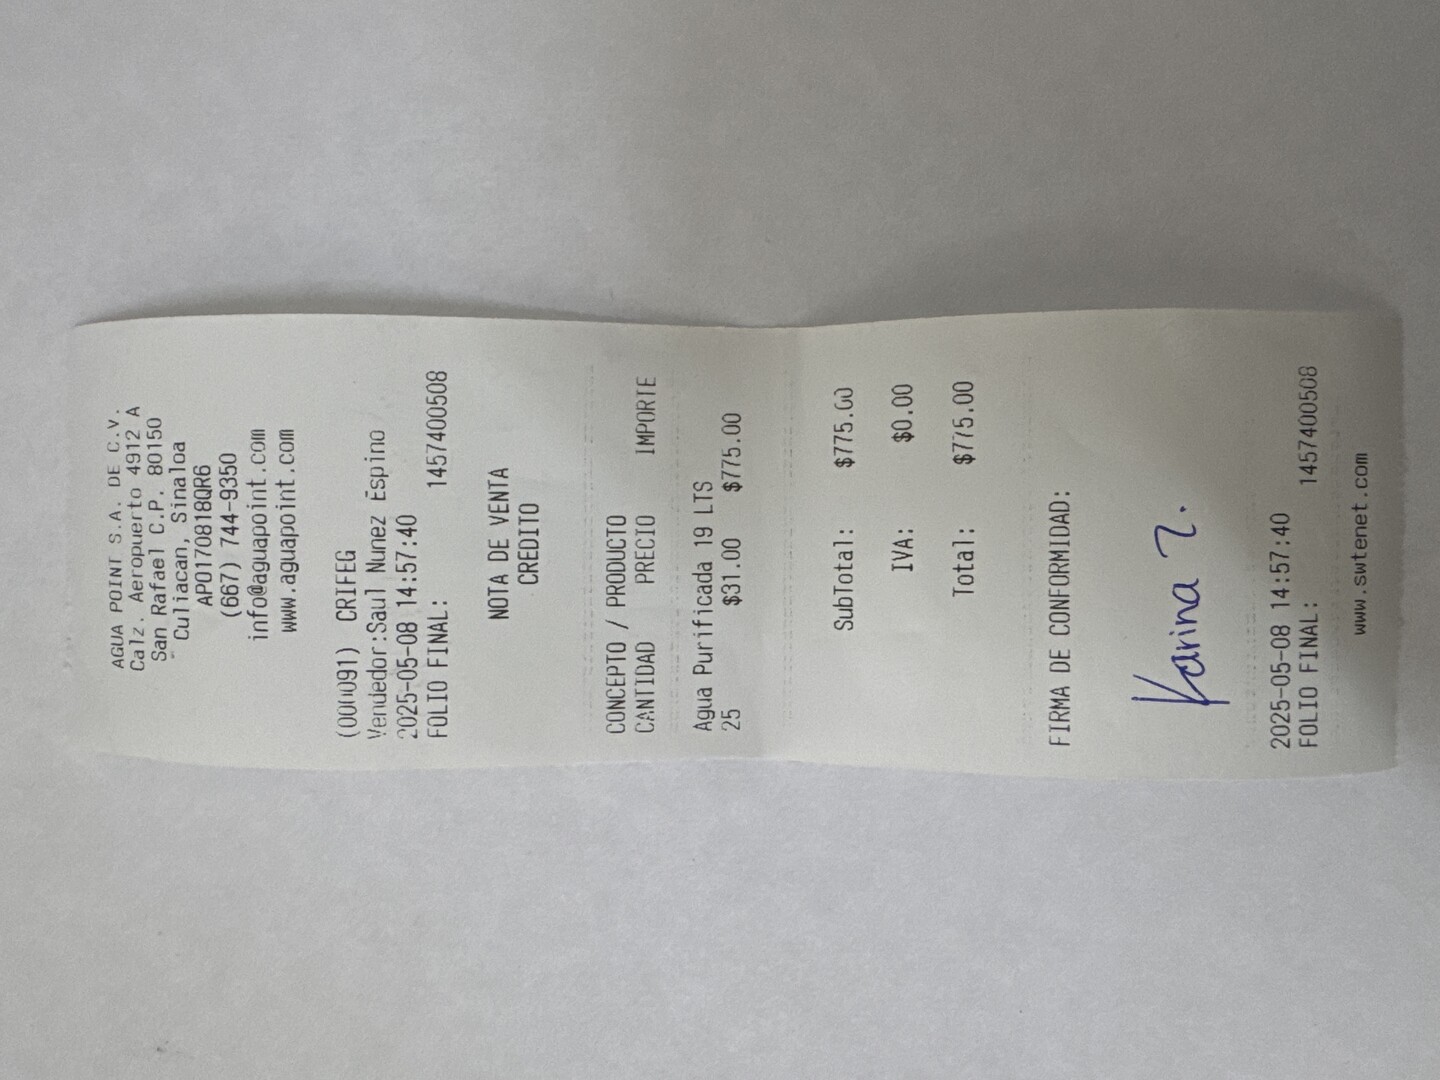 AGUA POINT S.A. DE C.V.
Calz. Aeropuerto 4912 A
San Rafael C.P. 80150
Culiacan, Sinaloa
APO170818QR6
(667) 744-9350
info@aguapoint.com
www.aguapoint.com
(000091) CRIFEG
Vendedor:Saul Nunez Espino
2025-05-08 14:57:40
FOLIO FINAL: 1457400508
NOTA DE VENTA
CREDITO
CONCEPTO / PRODUCTO
CANTIDAD PRECIO IMPORTE
Agua Purificada 19 LTS
25 $31.00 $775.00
SubTotal: $775.00
IVA: $0.00
Total: $775.00
FIRMA DE CONFORMIDAD:
Karina
2025-05-08 14:57:40
FOLIO FINAL: 1457400508
www.swtenet.com